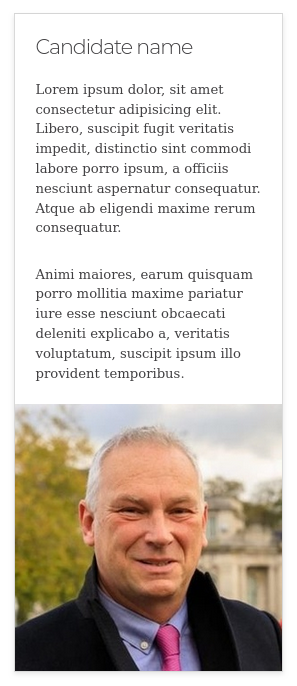 Candidate name
Lorem ipsum dolor, sit amet
consectetur adipisicing elit.
Libero, suscipit fugit veritatis
impedit, distinctio sint commodi
labore porro ipsum, a officiis
nesciunt aspernatur consequatur.
Atque ab eligendi maxime rerum
consequatur.
Animi maiores, earum quisquam
porro mollitia maxime pariatur
iure esse nesciunt obcaecati
deleniti explicabo a, veritatis
voluptatum, suscipit ipsum illo
provident temporibus.